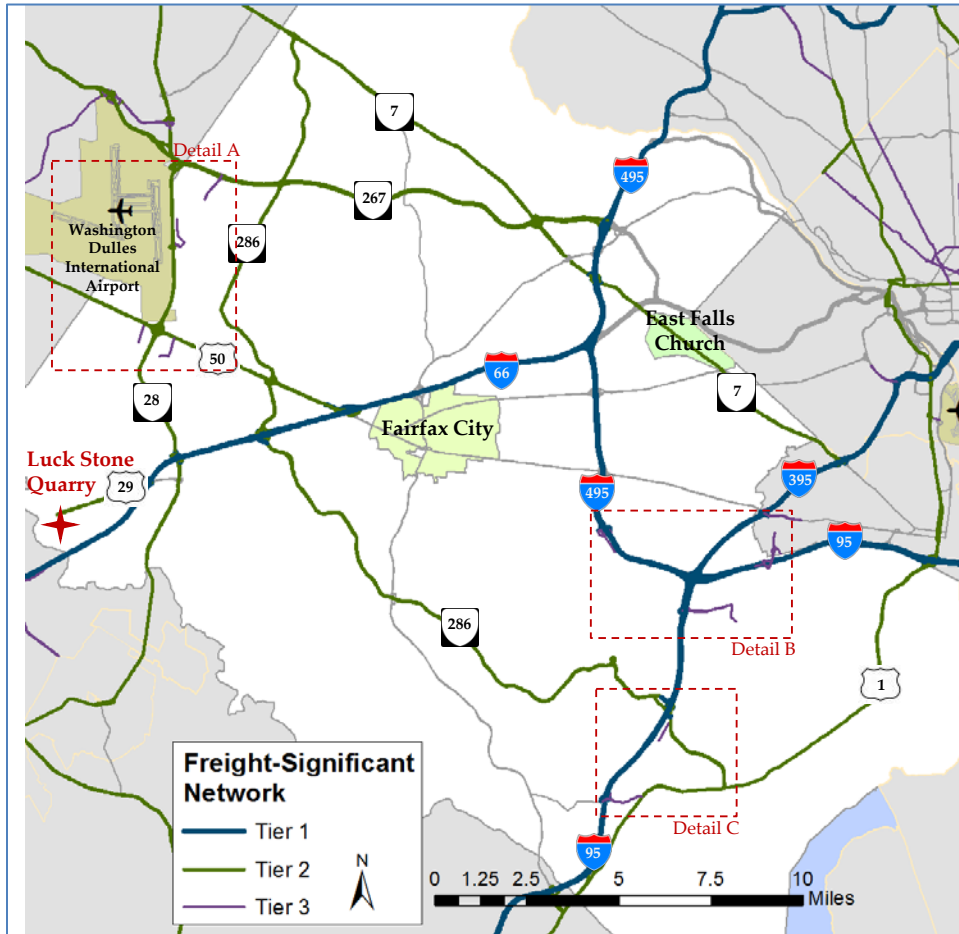 7
Detail A
495
267
286
Washington
Dulles
International
Airport
East Falls
Church
50
66
7
28
Fairfax City
Luck Stone
Quarry
29
495
395
95
286
Detail B
1
Freight-Significant
Network
Tier 1
Tier 2
Tier 3
N
Detail C
95
0 1.25 2.5 5 7.5 10
Miles